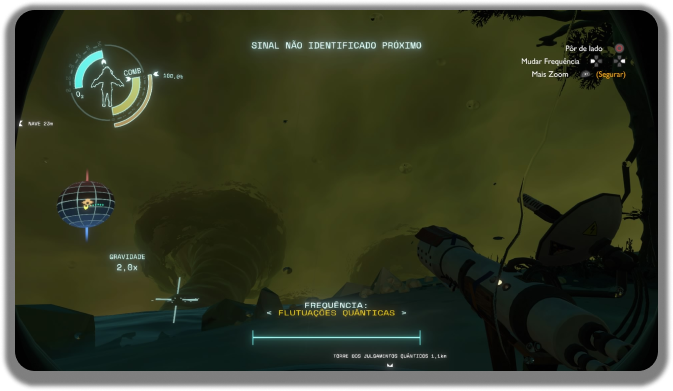 SINAL NÃO IDENTIFICADO PRÓXIMO
Pôr de lado
Mudar Frequência
Mais Zoom (Segurar)
COMB
100,0%
O₂
NAVE 22m
GRAVIDADE
2,0x
FREQUÊNCIA:
< FLUTUAÇÕES QUÂNTICAS >
TORRE DOS JULGAMENTOS QUÂNTICOS 1,1km